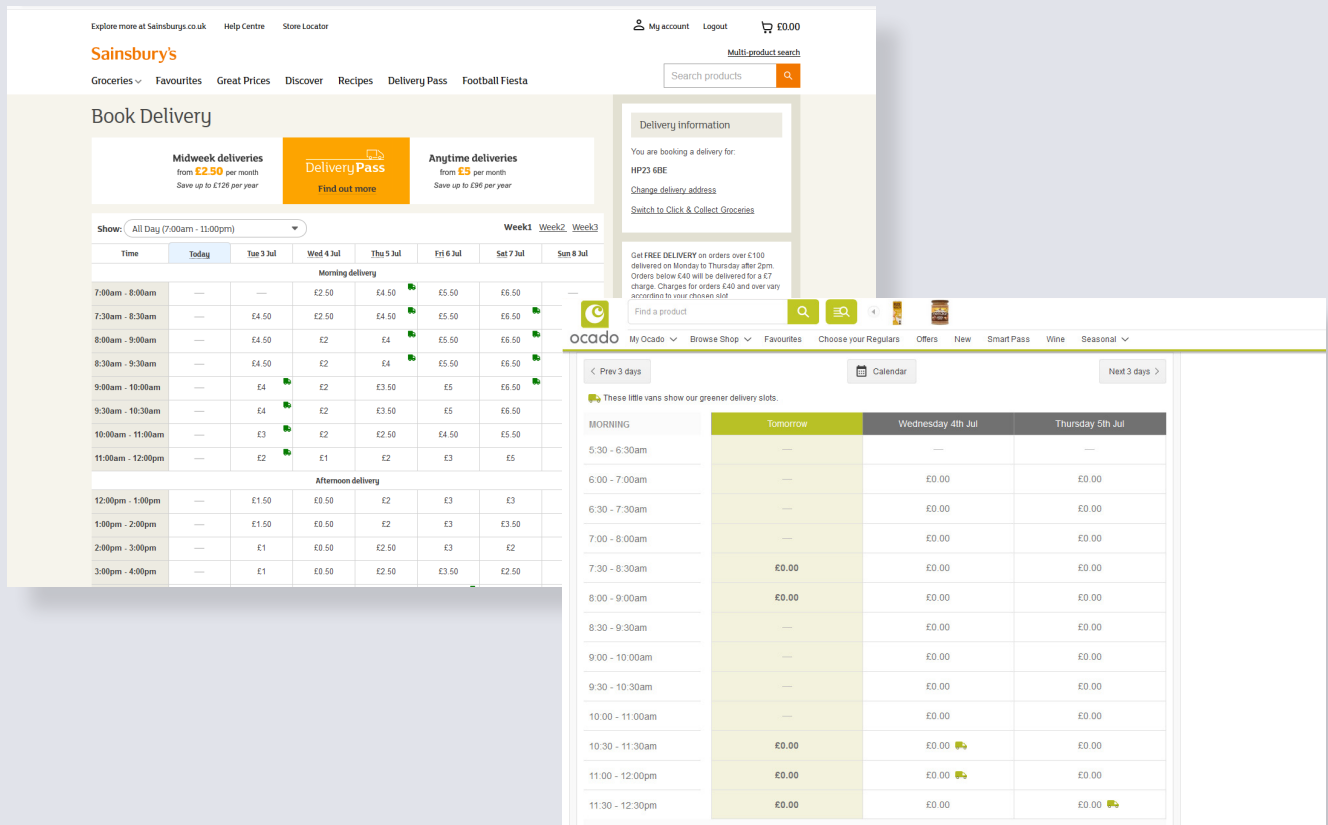 Explore more at Sainsburys.co.uk Help Centre Store Locator My account Logout £0.00
Sainsbury's
Multi-product search
Groceries Favourites Great Prices Discover Recipes Delivery Pass Football Fiesta
Search products
Book Delivery
Midweek deliveries
from £2.50 per month
Save up to £126 per year
DeliveryPass
Find out more
Anytime deliveries
from £5 per month
Save up to £96 per year
Show: All Day (7:00am - 11:00pm) Week1 Week2 Week3
Time Today Tue 3 Jul Wed 4 Jul Thu 5 Jul Fri 6 Jul Sat 7 Jul Sun 8 Jul
Morning delivery
7:00am - 8:00am — — £2.50 £4.50 £5.50 £6.50 —
7:30am - 8:30am — £4.50 £2.50 £4.50 £5.50 £6.50
8:00am - 9:00am — £4.50 £2 £4 £5.50 £6.50
8:30am - 9:30am — £4.50 £2 £4 £5.50 £6.50
9:00am - 10:00am — £4 £2 £3.50 £5 £6.50
9:30am - 10:30am — £4 £2 £3.50 £5 £6.50
10:00am - 11:00am — £3 £2 £2.50 £4.50 £5.50
11:00am - 12:00pm — £2 £1 £2 £3 £5
Afternoon delivery
12:00pm - 1:00pm — £1.50 £0.50 £2 £3 £3
1:00pm - 2:00pm — £1.50 £0.50 £2 £3 £3.50
2:00pm - 3:00pm — £1 £0.50 £2.50 £3 £2
3:00pm - 4:00pm — £1 £0.50 £2.50 £3.50 £2.50
Delivery information
You are booking a delivery for:
HP23 6BE
Change delivery address
Switch to Click & Collect Groceries
Get FREE DELIVERY on orders over £100
delivered on Monday to Thursday after 2pm.
Orders below £40 will be delivered for a £7
charge. Charges for orders £40 and over vary
according to your chosen slot
Find a product
ocado My Ocado Browse Shop Favourites Choose your Regulars Offers New Smart Pass Wine Seasonal
Prev 3 days Calendar Next 3 days
These little vans show our greener delivery slots.
MORNING Tomorrow Wednesday 4th Jul Thursday 5th Jul
5:30 - 6:30am — — —
6:00 - 7:00am — £0.00 £0.00
6:30 - 7:30am — £0.00 £0.00
7:00 - 8:00am — £0.00 £0.00
7:30 - 8:30am £0.00 £0.00 £0.00
8:00 - 9:00am £0.00 £0.00 £0.00
8:30 - 9:30am — £0.00 £0.00
9:00 - 10:00am — £0.00 £0.00
9:30 - 10:30am — £0.00 £0.00
10:00 - 11:00am — £0.00 £0.00
10:30 - 11:30am £0.00 £0.00 £0.00
11:00 - 12:00pm £0.00 £0.00 £0.00
11:30 - 12:30pm £0.00 £0.00 £0.00